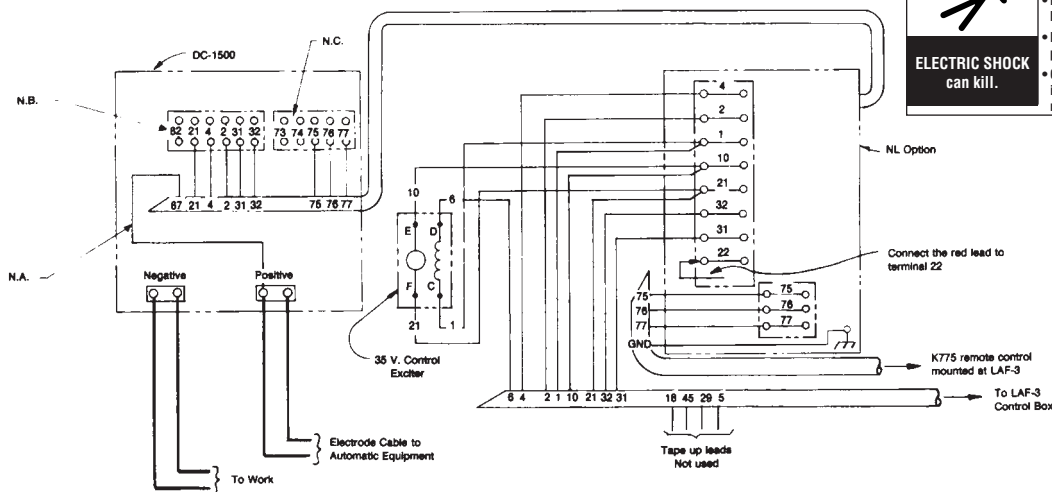 DC-1500
N.C.
N.B.
82 21 4 2 31 32
73 74 75 76 77
67 21 4 2 31 32 75 76 77
N.A.
Negative
Positive
Electrode Cable to
Automatic Equipment
To Work
10
6
E
D
F
C
21
1
35 V. Control
Exciter
4
2
1
10
21
32
31
22
75
76
77
75
76
77
GND
NL Option
Connect the red lead to
terminal 22
K775 remote control
mounted at LAF-3
6 4 2 1 10 21 32 31 18 45 29 5
To LAF-3
Control Box
Tape up leads
Not used
ELECTRIC SHOCK
can kill.